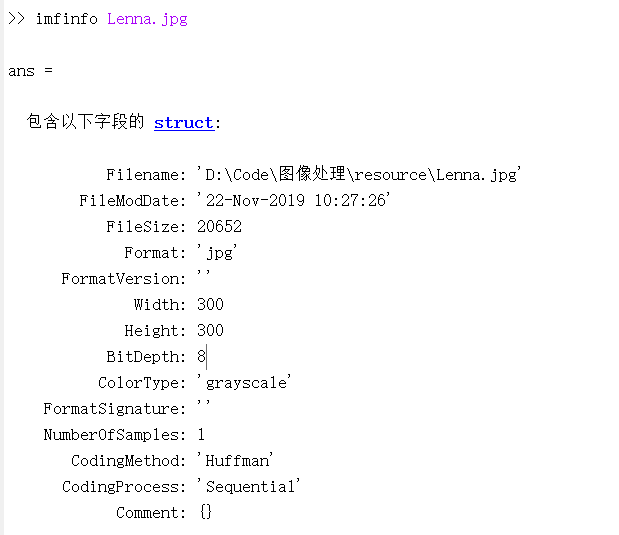 >> imfinfo Lenna.jpg
ans =
包含以下字段的 struct:
Filename: 'D:\Code\图像处理\resource\Lenna.jpg'
FileModDate: '22-Nov-2019 10:27:26'
FileSize: 20652
Format: 'jpg'
FormatVersion: ''
Width: 300
Height: 300
BitDepth: 8
ColorType: 'grayscale'
FormatSignature: ''
NumberOfSamples: 1
CodingMethod: 'Huffman'
CodingProcess: 'Sequential'
Comment: {}